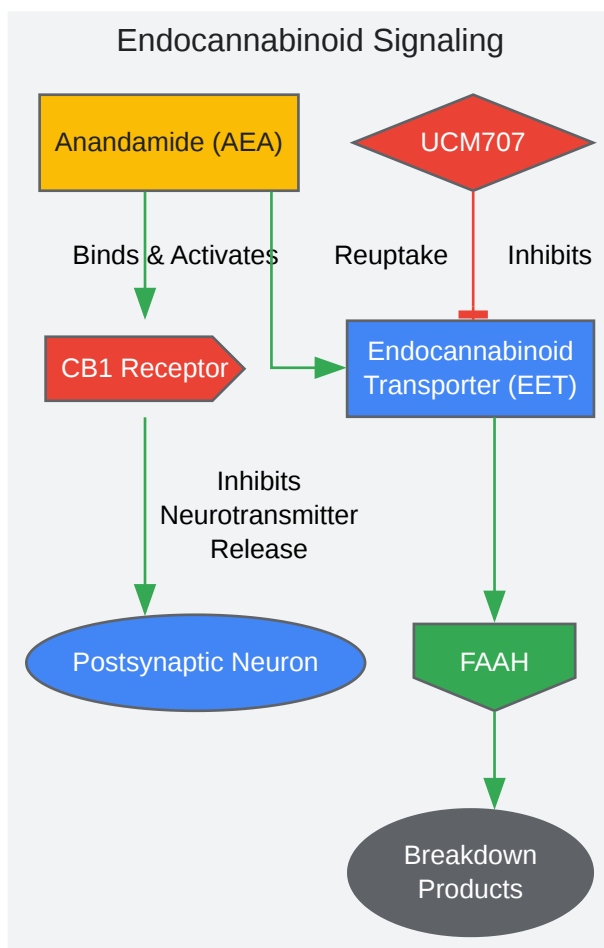 Endocannabinoid Signaling
Anandamide (AEA)
UCM707
Binds & Activates
Reuptake
Inhibits
CB1 Receptor
Endocannabinoid
Transporter (EET)
Inhibits
Neurotransmitter
Release
Postsynaptic Neuron
FAAH
Breakdown
Products